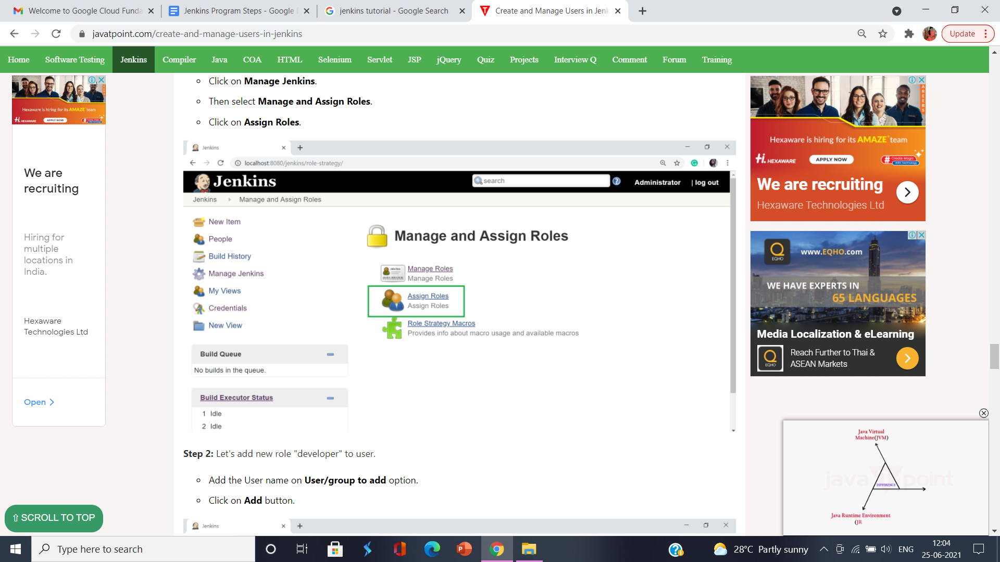 Welcome to Google Cloud Funda
Jenkins Program Steps - Google
jenkins tutorial - Google Search
Create and Manage Users in Jenk
javatpoint.com/create-and-manage-users-in-jenkins
Update
Home Software Testing Jenkins Compiler Java COA HTML Selenium Servlet JSP jQuery Quiz Projects Interview Q Comment Forum Training
Hexaware is hiring for its AMAZE team
HEXAWARE
APPLY NOW
We are
recruiting
Hiring for
multiple
locations in
India.
Hexaware
Technologies Ltd
Open
⇧ SCROLL TO TOP
Click on Manage Jenkins.
Then select Manage and Assign Roles.
Click on Assign Roles.
Jenkins
localhost:8080/jenkins/role-strategy/
Jenkins
search
Administrator | log out
Jenkins Manage and Assign Roles
New Item
People
Build History
Manage Jenkins
My Views
Credentials
New View
Manage and Assign Roles
Manage Roles
Manage Roles
Assign Roles
Assign Roles
Role Strategy Macros
Provides info about macro usage and available macros
Build Queue
No builds in the queue.
Build Executor Status
1 Idle
2 Idle
Step 2: Let's add new role "developer" to user.
Add the User name on User/group to add option.
Click on Add button.
Jenkins
Hexaware is hiring for its AMAZE team
HEXAWARE
APPLY NOW
# Create Magic
With Technology
We are recruiting
Hexaware Technologies Ltd
EQHO
www.EQHO.com
WE HAVE EXPERTS IN
65 LANGUAGES
Media Localization & eLearning
EQHO
Reach Further to Thai &
ASEAN Markets
Java Virtual
Machine(JVM)
java point
DIFFERENCE
Java Runtime Environment
(JR
Type here to search
28°C Partly sunny
ENG
12:04
25-06-2021